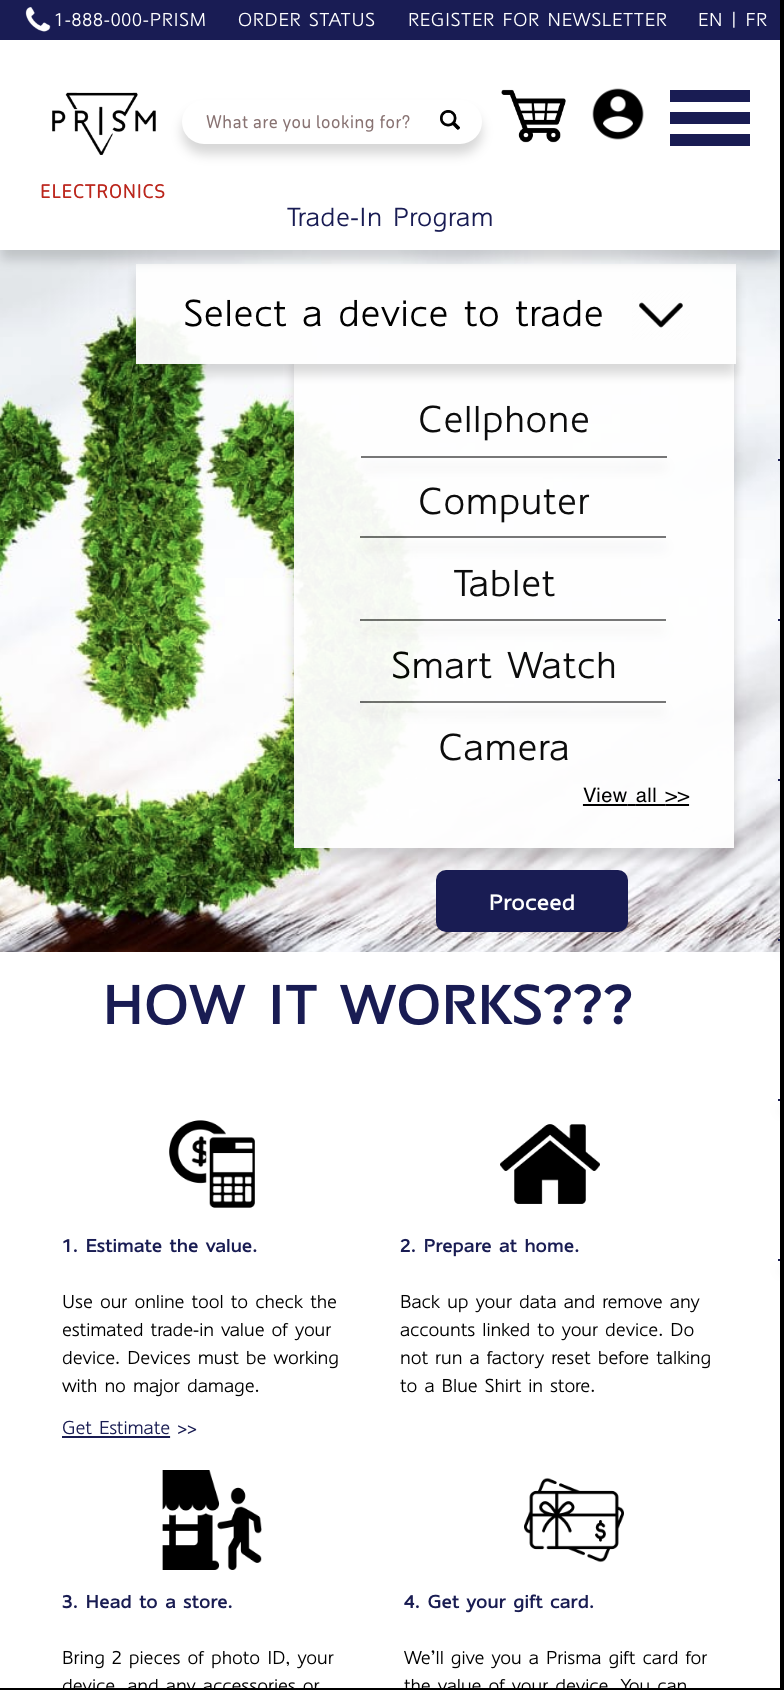 1-888-000-PRISM ORDER STATUS REGISTER FOR NEWSLETTER EN | FR
PRISM
What are you looking for?
ELECTRONICS
Trade-In Program
Select a device to trade
Cellphone
Computer
Tablet
Smart Watch
Camera
View all >>
Proceed
HOW IT WORKS???
$
1. Estimate the value.
Use our online tool to check the
estimated trade-in value of your
device. Devices must be working
with no major damage.
Get Estimate >>
2. Prepare at home.
Back up your data and remove any
accounts linked to your device. Do
not run a factory reset before talking
to a Blue Shirt in store.
3. Head to a store.
Bring 2 pieces of photo ID, your
device, and any accessories or
$
4. Get your gift card.
We'll give you a Prisma gift card for
the value of your device. You can